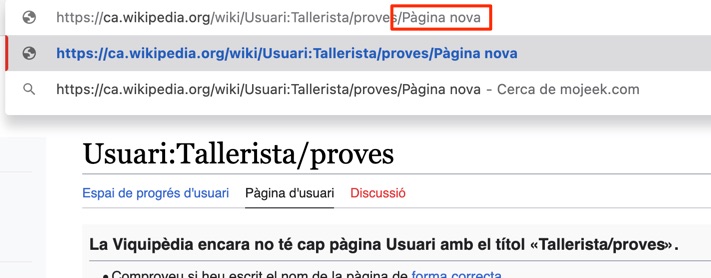 https://ca.wikipedia.org/wiki/Usuari:Tallerista/proves/Pàgina nova
https://ca.wikipedia.org/wiki/Usuari:Tallerista/proves/Pàgina nova
https://ca.wikipedia.org/wiki/Usuari:Tallerista/proves/Pàgina nova - Cerca de mojeek.com
Usuari:Tallerista/proves
Espai de progrés d'usuari Pàgina d'usuari Discussió
La Viquipèdia encara no té cap pàgina Usuari amb el títol «Tallerista/proves».
• Comproveu si heu escrit el nom de la pàgina de forma correcta